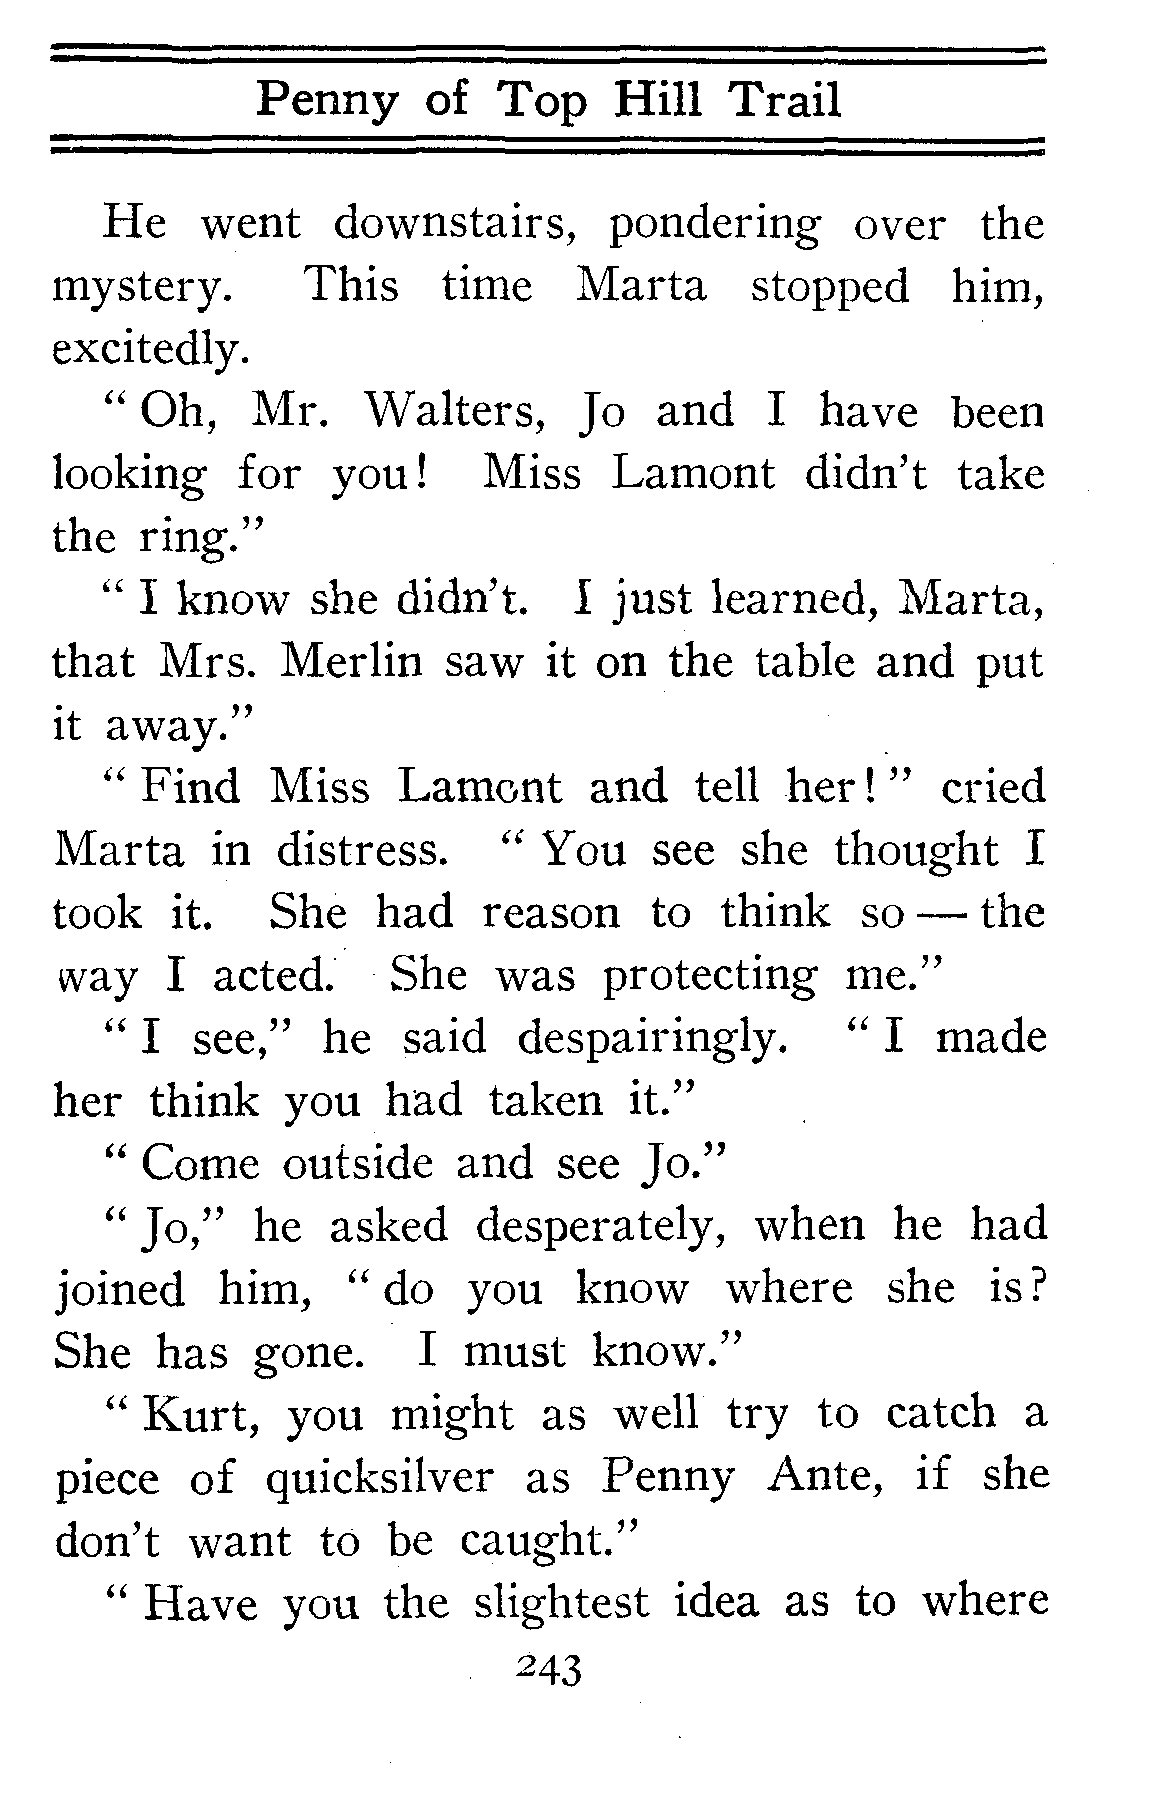 Penny of Top Hill Trail
He went downstairs, pondering over the
mystery. This time Marta stopped him,
excitedly.
“ Oh, Mr. Walters, Jo and I have been
looking for you! Miss Lamont didn’t take
the ring.”
“ I know she didn’t. I just learned, Marta,
that Mrs. Merlin saw it on the table and put
it away.”
“ Find Miss Lamont and tell her! ” cried
Marta in distress. “ You see she thought I
took it. She had reason to think so — the
way I acted. She was protecting me.”
“ I see,” he said despairingly. “ I made
her think you had taken it.”
“ Come outside and see Jo.”
“ Jo,” he asked desperately, when he had
joined him, “ do you know where she is?
She has gone. I must know.”
“ Kurt, you might as well try to catch a
piece of quicksilver as Penny Ante, if she
don’t want to be caught.”
“ Have you the slightest idea as to where
243